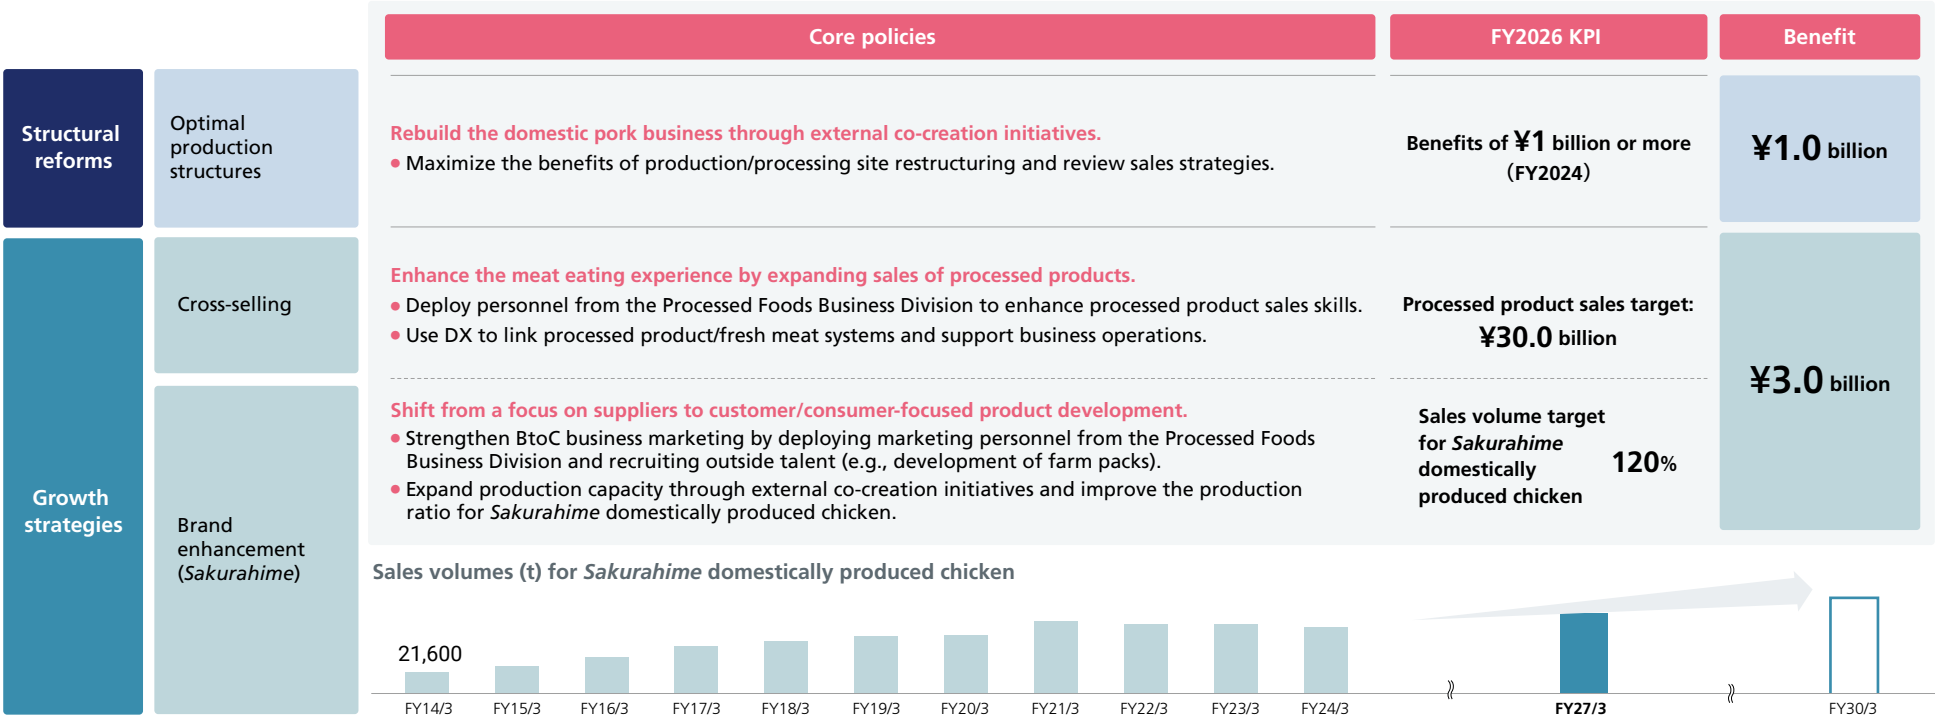 Core policies
FY2026 KPI
Benefit
Structural
reforms
Optimal
production
structures
Rebuild the domestic pork business through external co-creation initiatives.
● Maximize the benefits of production/processing site restructuring and review sales strategies.
Benefits of ¥1 billion or more
(FY2024)
¥1.0 billion
Growth
strategies
Cross-selling
Enhance the meat eating experience by expanding sales of processed products.
● Deploy personnel from the Processed Foods Business Division to enhance processed product sales skills.
● Use DX to link processed product/fresh meat systems and support business operations.
Processed product sales target:
¥30.0 billion
¥3.0 billion
Brand
enhancement
(Sakurahime)
Shift from a focus on suppliers to customer/consumer-focused product development.
● Strengthen BtoC business marketing by deploying marketing personnel from the Processed Foods
Business Division and recruiting outside talent (e.g., development of farm packs).
● Expand production capacity through external co-creation initiatives and improve the production
ratio for Sakurahime domestically produced chicken.
Sales volume target
for Sakurahime
domestically
produced chicken
120%
Sales volumes (t) for Sakurahime domestically produced chicken
21,600
FY14/3 FY15/3 FY16/3 FY17/3 FY18/3 FY19/3 FY20/3 FY21/3 FY22/3 FY23/3 FY24/3 FY27/3 FY30/3